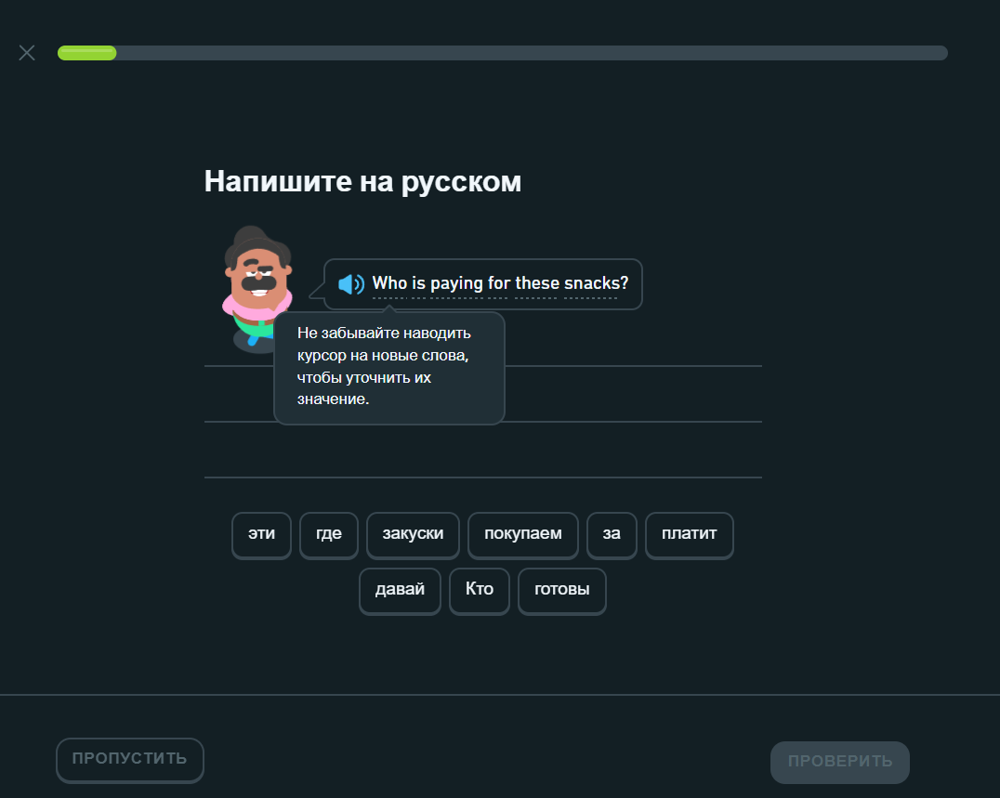 Напишите на русском
Who is paying for these snacks?
Не забывайте наводить
курсор на новые слова,
чтобы уточнить их
значение.
эти где закуски покупаем за платит
давай Кто готовы
ПРОПУСТИТЬ ПРОВЕРИТЬ